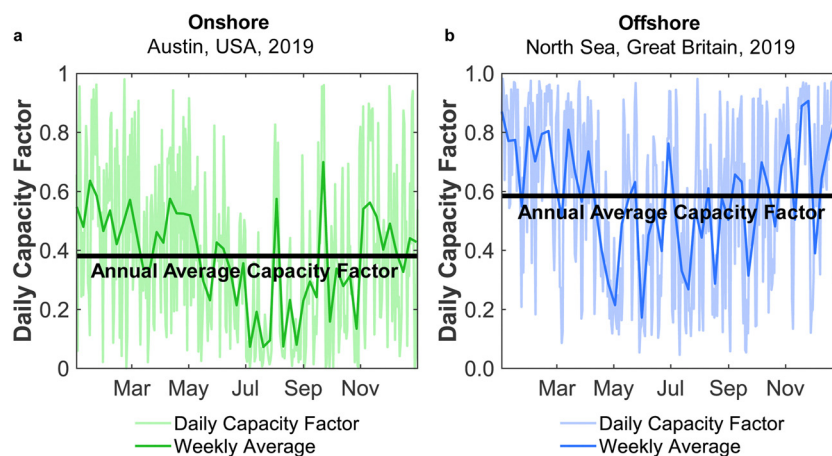 a
Onshore
Austin, USA, 2019
Daily Capacity Factor
1
0.8
0.6
0.4
0.2
0
Annual Average Capacity Factor
Mar May Jul Sep Nov
Daily Capacity Factor
Weekly Average
b
Offshore
North Sea, Great Britain, 2019
Daily Capacity Factor
1.0
0.8
0.6
0.4
0.2
0.0
Annual Average Capacity Factor
Mar May Jul Sep Nov
Daily Capacity Factor
Weekly Average